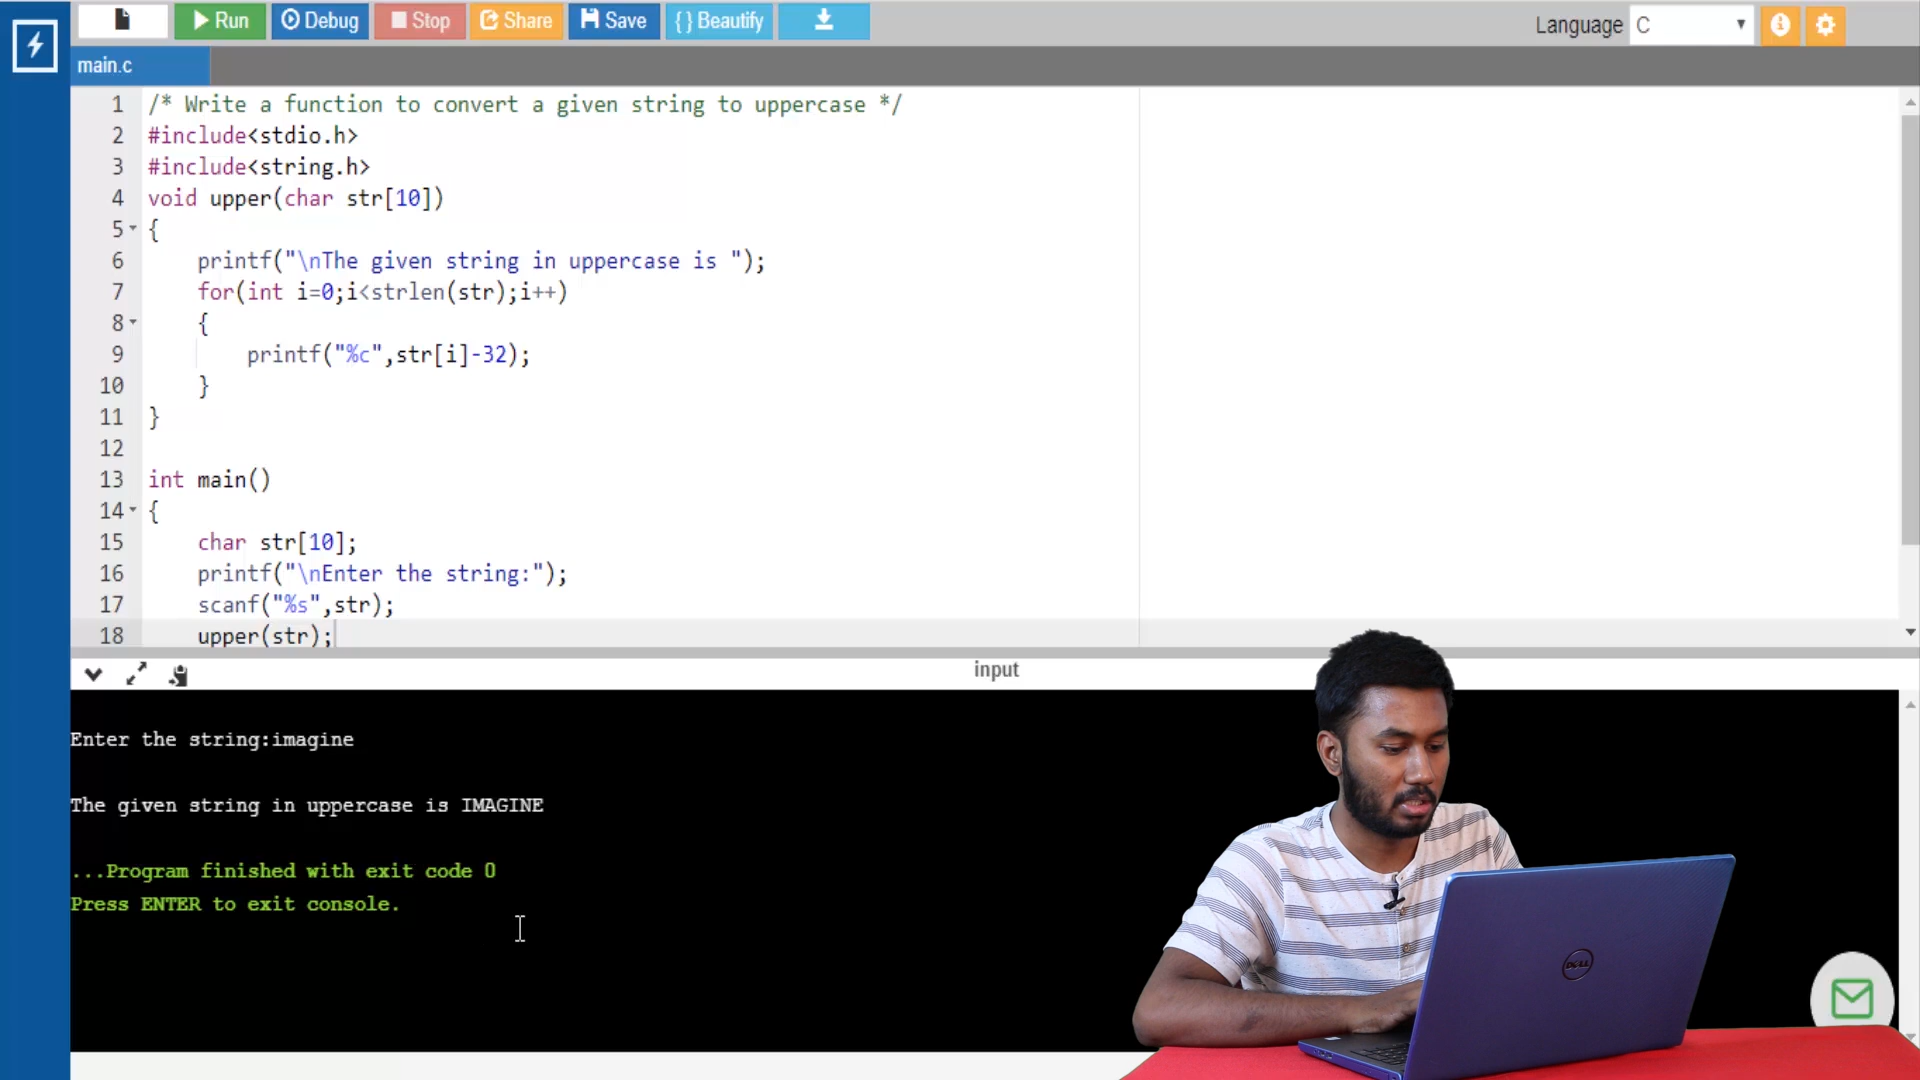 Run Debug Stop Share Save {} Beautify Language C
main.c
1 /* Write a function to convert a given string to uppercase */
2 #include<stdio.h>
3 #include<string.h>
4 void upper(char str[10])
5 {
6 printf("\nThe given string in uppercase is ");
7 for(int i=0;i<strlen(str);i++)
8 {
9 printf("%c",str[i]-32);
10 }
11 }
12
13 int main()
14 {
15 char str[10];
16 printf("\nEnter the string:");
17 scanf("%s",str);
18 upper(str);
input
Enter the string:imagine
The given string in uppercase is IMAGINE
...Program finished with exit code 0
Press ENTER to exit console.
DELL